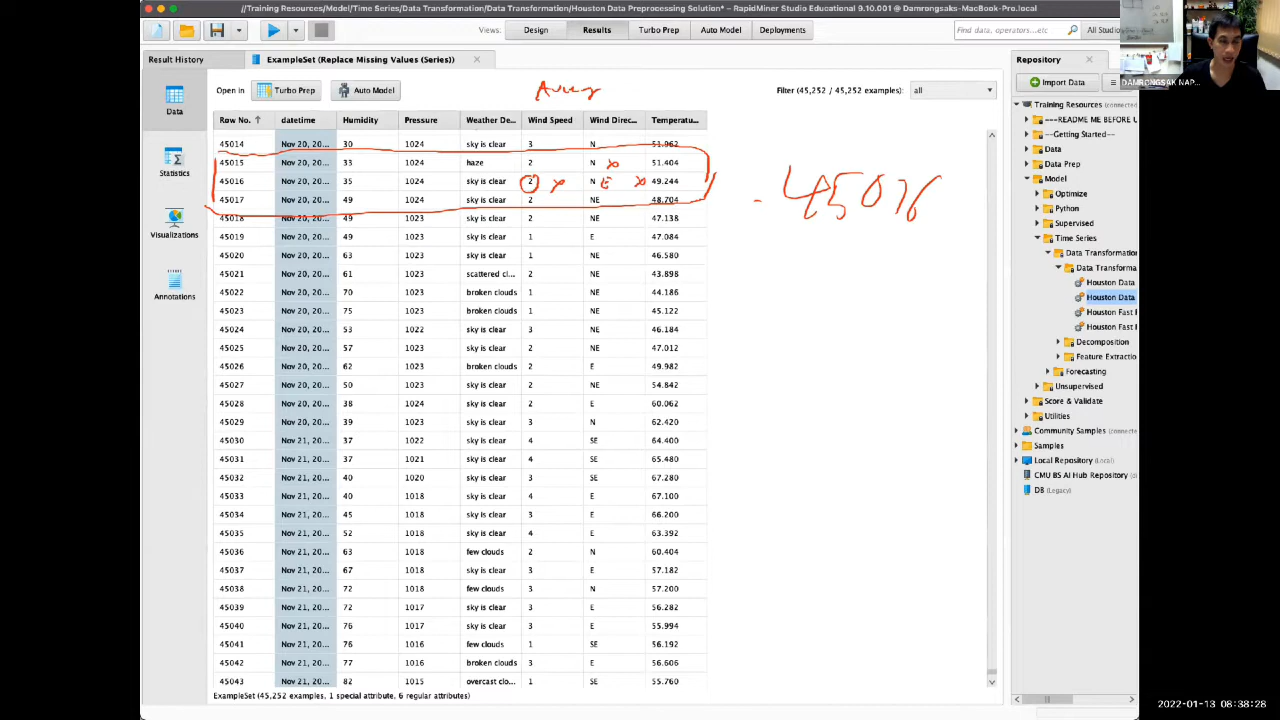 //Training Resources/Model/Time Series/Data Transformation/Data Transformation/Houston Data Preprocessing Solution* – RapidMiner Studio Educational 9.10.001 @ Damrongsaks-MacBook-Pro.local
Views: Design Results Turbo Prep Auto Model Deployments Find data, operators...etc All Studio
Result History ExampleSet (Replace Missing Values (Series)) Repository
Open in Turbo Prep Auto Model Filter (45,252 / 45,252 examples): all
Import Data
DAMRONGSAK NAP...
Data
Statistics
Visualizations
Annotations
Row No. datetime Humidity Pressure Weather De... Wind Speed Wind Direc... Temperatu...
45014 Nov 20, 20... 30 1024 sky is clear 3 N 51.962
45015 Nov 20, 20... 33 1024 haze 2 N 51.404
45016 Nov 20, 20... 35 1024 sky is clear 2 N E 49.244
45017 Nov 20, 20... 49 1024 sky is clear 2 NE 48.704
45018 Nov 20, 20... 49 1023 sky is clear 2 NE 47.138
45019 Nov 20, 20... 49 1023 sky is clear 1 E 47.084
45020 Nov 20, 20... 63 1023 sky is clear 1 NE 46.580
45021 Nov 20, 20... 61 1023 scattered cl... 2 NE 43.898
45022 Nov 20, 20... 70 1023 broken clouds 1 NE 44.186
45023 Nov 20, 20... 75 1023 broken clouds 1 NE 45.122
45024 Nov 20, 20... 53 1022 sky is clear 3 NE 46.184
45025 Nov 20, 20... 57 1023 sky is clear 2 NE 47.012
45026 Nov 20, 20... 62 1023 broken clouds 2 E 49.982
45027 Nov 20, 20... 50 1023 sky is clear 2 NE 54.842
45028 Nov 20, 20... 38 1024 sky is clear 2 E 60.062
45029 Nov 20, 20... 39 1023 sky is clear 3 N 62.420
45030 Nov 21, 20... 37 1022 sky is clear 4 SE 64.400
45031 Nov 21, 20... 37 1021 sky is clear 4 SE 65.480
45032 Nov 21, 20... 40 1020 sky is clear 3 SE 67.280
45033 Nov 21, 20... 40 1018 sky is clear 4 E 67.100
45034 Nov 21, 20... 45 1018 sky is clear 3 E 66.200
45035 Nov 21, 20... 52 1018 sky is clear 4 E 63.392
45036 Nov 21, 20... 63 1018 few clouds 2 N 60.404
45037 Nov 21, 20... 67 1018 sky is clear 3 E 57.182
45038 Nov 21, 20... 72 1018 few clouds 3 N 57.200
45039 Nov 21, 20... 72 1017 sky is clear 3 E 56.282
45040 Nov 21, 20... 76 1017 sky is clear 3 E 55.994
45041 Nov 21, 20... 76 1016 few clouds 1 SE 56.192
45042 Nov 21, 20... 77 1016 broken clouds 3 E 56.606
45043 Nov 21, 20... 82 1015 overcast clo... 1 SE 55.760
ExampleSet (45,252 examples, 1 special attribute, 6 regular attributes)
45016
Training Resources (connected
---README ME BEFORE U
--Getting Started--
Data
Data Prep
Model
Optimize
Python
Supervised
Time Series
Data Transformation
Data Transforma
Houston Data
Houston Data
Houston Fast F
Houston Fast F
Decomposition
Feature Extractio
Forecasting
Unsupervised
Score & Validate
Utilities
Community Samples (connecte
Samples
Local Repository (Local)
CMU BS AI Hub Repository
DB (Legacy)
2022-01-13 08:38:28